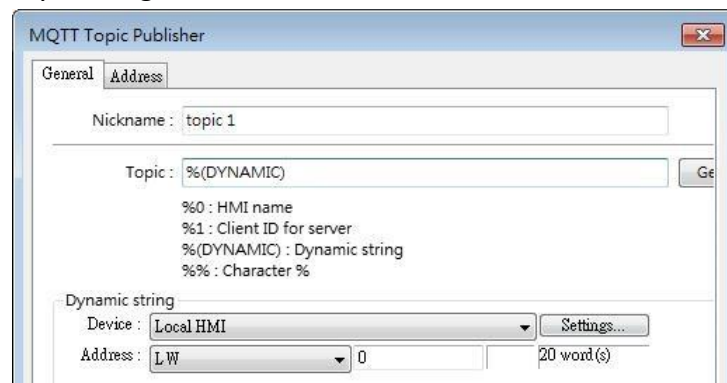 MQTT Topic Publisher
General Address
Nickname : topic 1
Topic : %(DYNAMIC) Ge
%0 : HMI name
%1 : Client ID for server
%(DYNAMIC) : Dynamic string
%% : Character %
Dynamic string
Device : Local HMI Settings...
Address : LW 0 20 word(s)